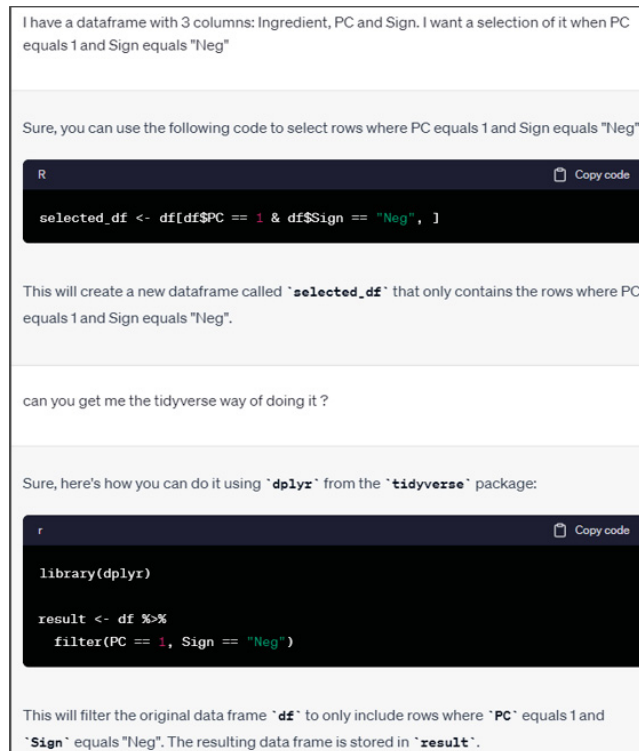 I have a dataframe with 3 columns: Ingredient, PC and Sign. I want a selection of it when PC
equals 1 and Sign equals "Neg"
Sure, you can use the following code to select rows where PC equals 1 and Sign equals "Neg"
R
Copy code
selected_df <- df[df$PC == 1 & df$Sign == "Neg", ]
This will create a new dataframe called `selected_df` that only contains the rows where PC
equals 1 and Sign equals "Neg".
can you get me the tidyverse way of doing it ?
Sure, here's how you can do it using `dplyr` from the `tidyverse` package:
r
Copy code
library(dplyr)
result <- df %>%
filter(PC == 1, Sign == "Neg")
This will filter the original data frame `df` to only include rows where `PC` equals 1 and
`Sign` equals "Neg". The resulting data frame is stored in `result`.